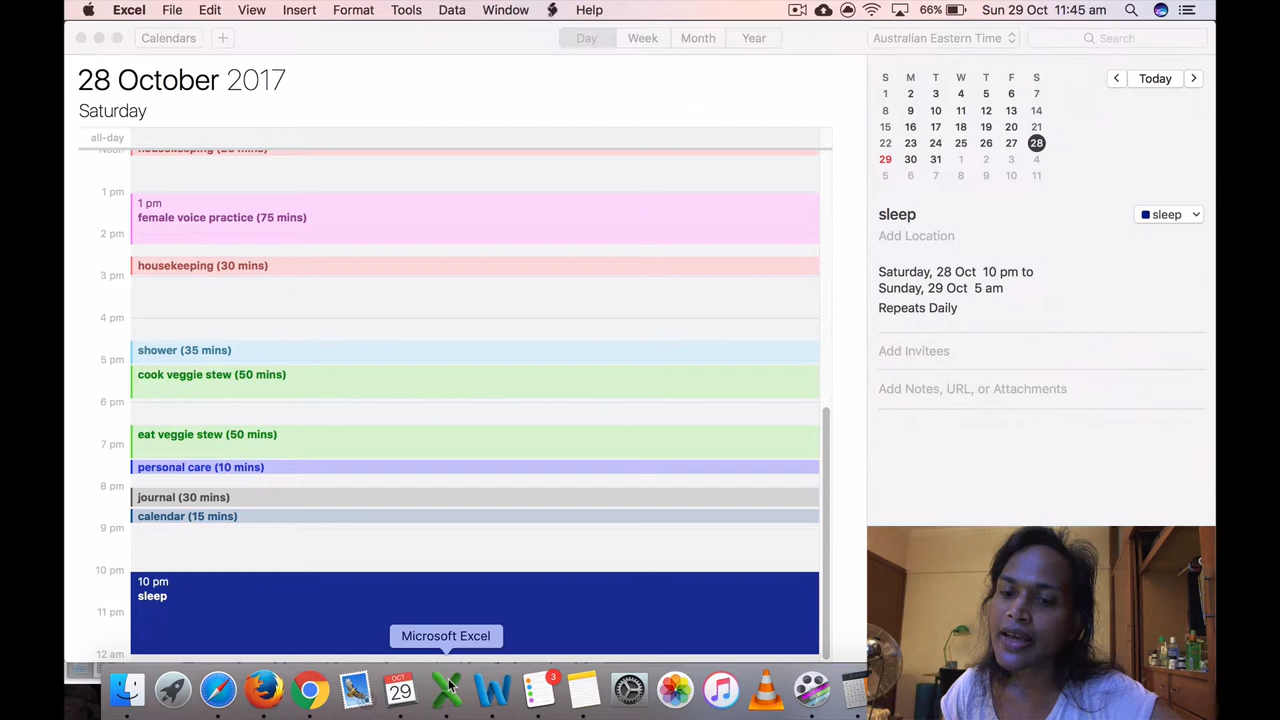 Excel File Edit View Insert Format Tools Data Window Help 66% Sun 29 Oct 11:45 am
Calendars + Day Week Month Year Australian Eastern Time Search
28 October 2017
Saturday
all-day
Noon housekeeping (20 mins)
1 pm
1 pm
female voice practice (75 mins)
2 pm
housekeeping (30 mins)
3 pm
4 pm
shower (35 mins)
5 pm
cook veggie stew (50 mins)
6 pm
eat veggie stew (50 mins)
7 pm
personal care (10 mins)
8 pm
journal (30 mins)
calendar (15 mins)
9 pm
10 pm
10 pm
sleep
11 pm
12 am
Microsoft Excel
OCT
29
3
Today
S M T W T F S
1 2 3 4 5 6 7
8 9 10 11 12 13 14
15 16 17 18 19 20 21
22 23 24 25 26 27 28
29 30 31 1 2 3 4
5 6 7 8 9 10 11
sleep sleep
Add Location
Saturday, 28 Oct 10 pm to
Sunday, 29 Oct 5 am
Repeats Daily
Add Invitees
Add Notes, URL, or Attachments